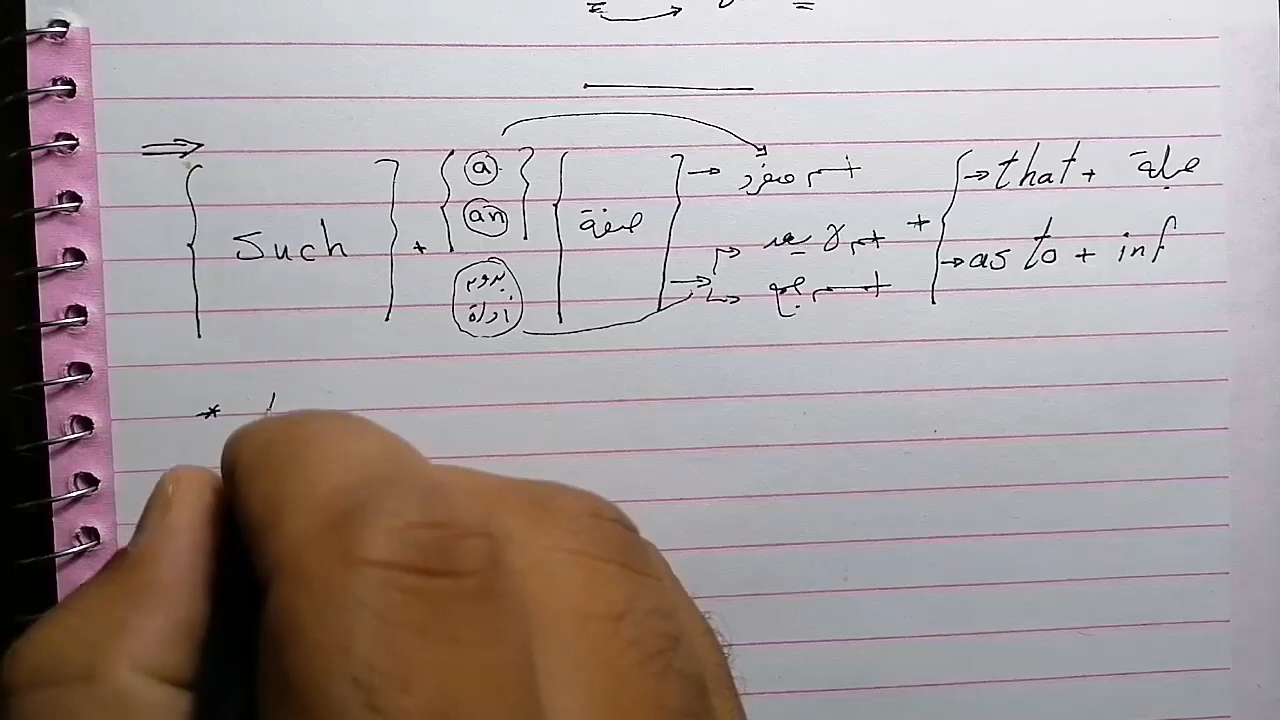 ⇒ such + a صفة → اسم مفرد → that + جملة
an → اسم لا يعد +
بدون أداة → اسم جمع → as to + inf
*